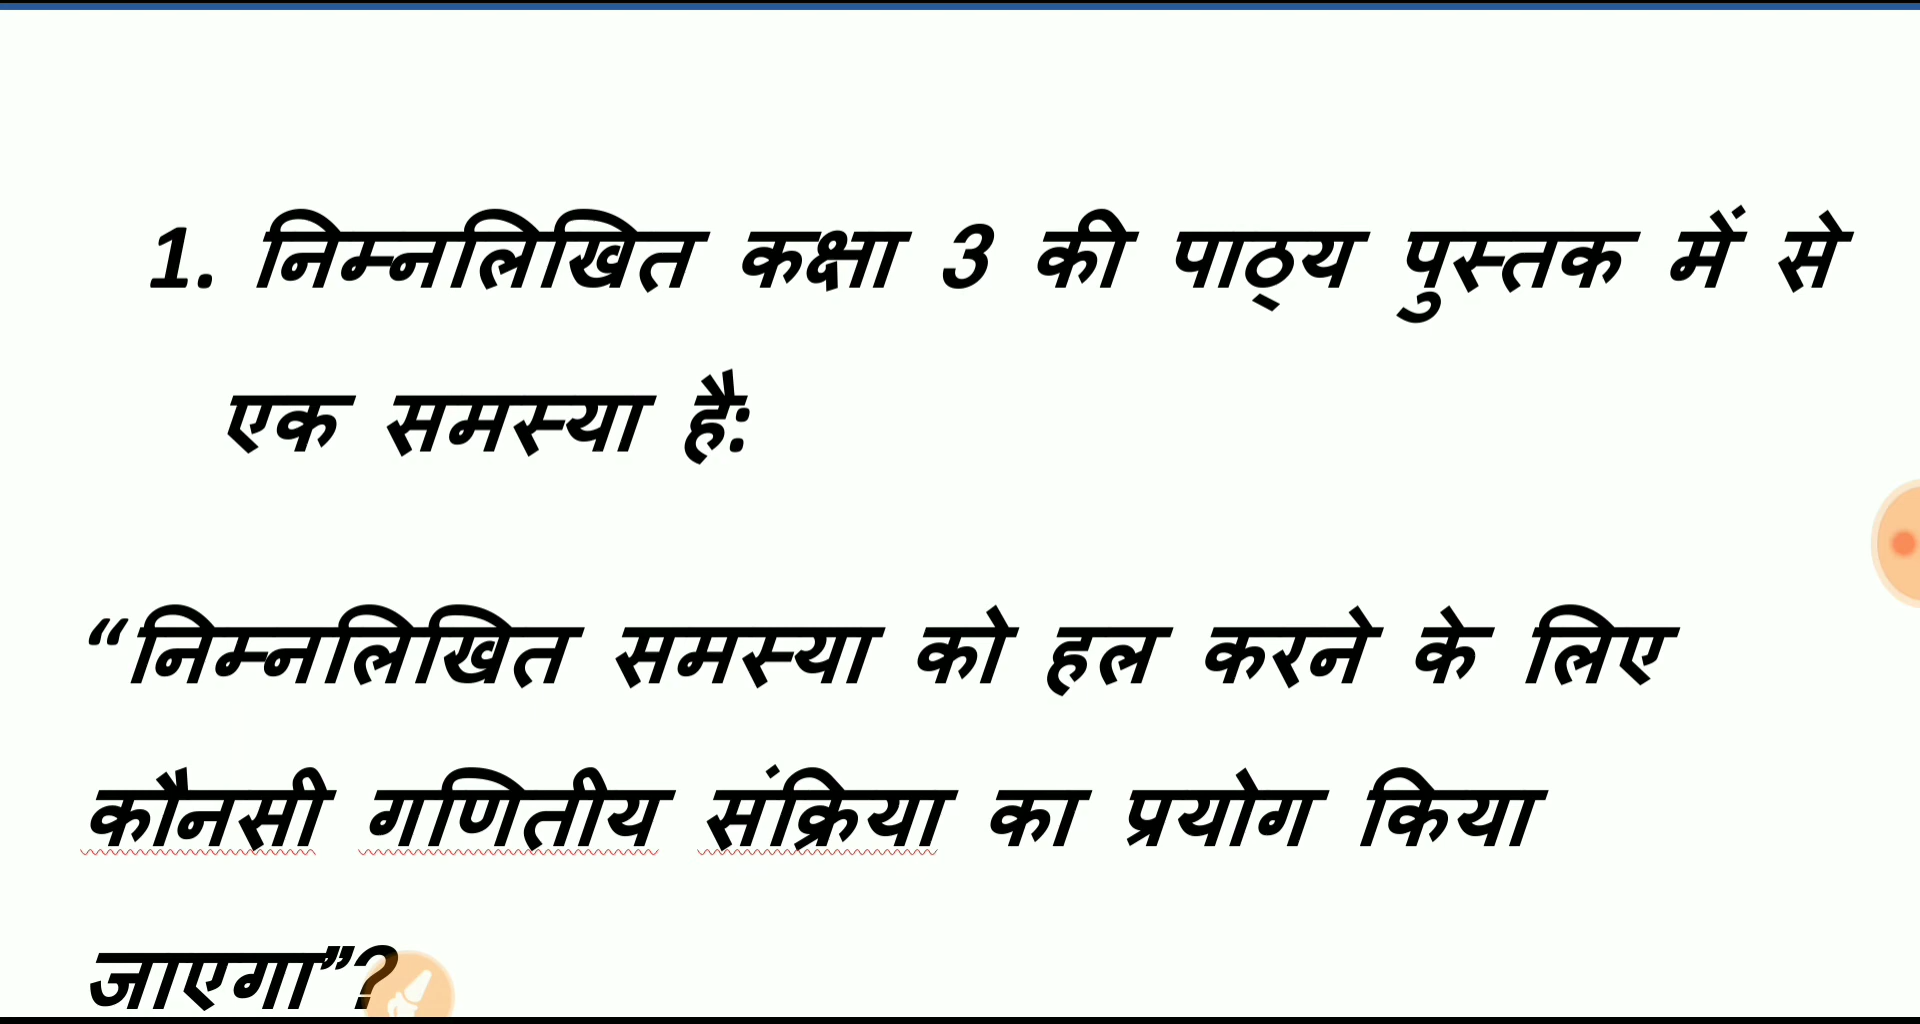 1. निम्नलिखित कक्षा 3 की पाठ्य पुस्तक में से
एक समस्या है:
“निम्नलिखित समस्या को हल करने के लिए
कौनसी गणितीय संक्रिया का प्रयोग किया
जाएगा”?